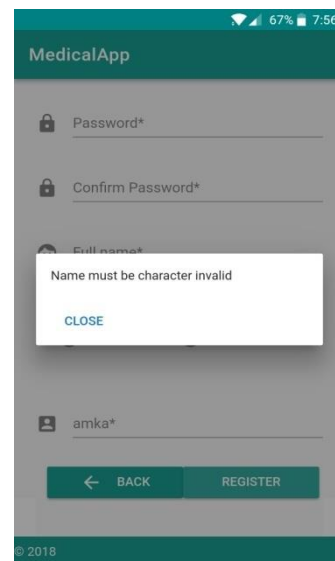 67% 7:56
MedicalApp
Password*
Confirm Password*
Full name*
Name must be character invalid
CLOSE
amka*
BACK
REGISTER
© 2018